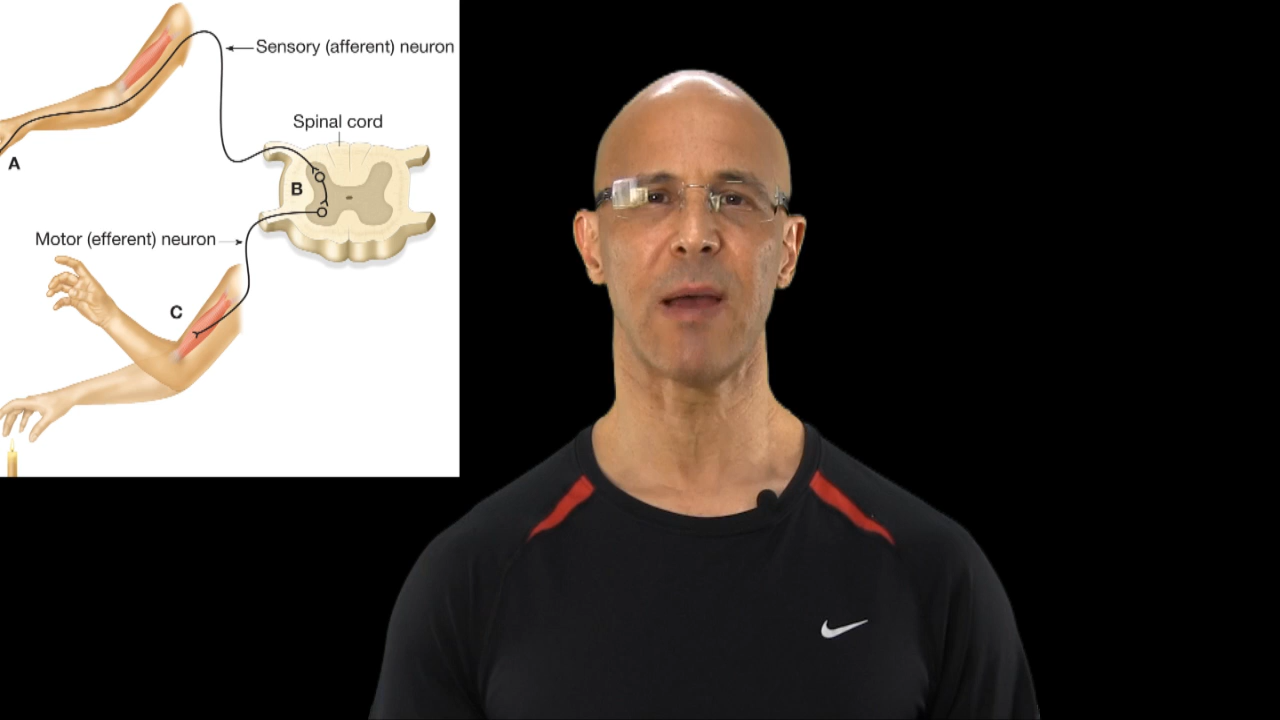 Sensory (afferent) neuron
Spinal cord
A
B
Motor (efferent) neuron
C